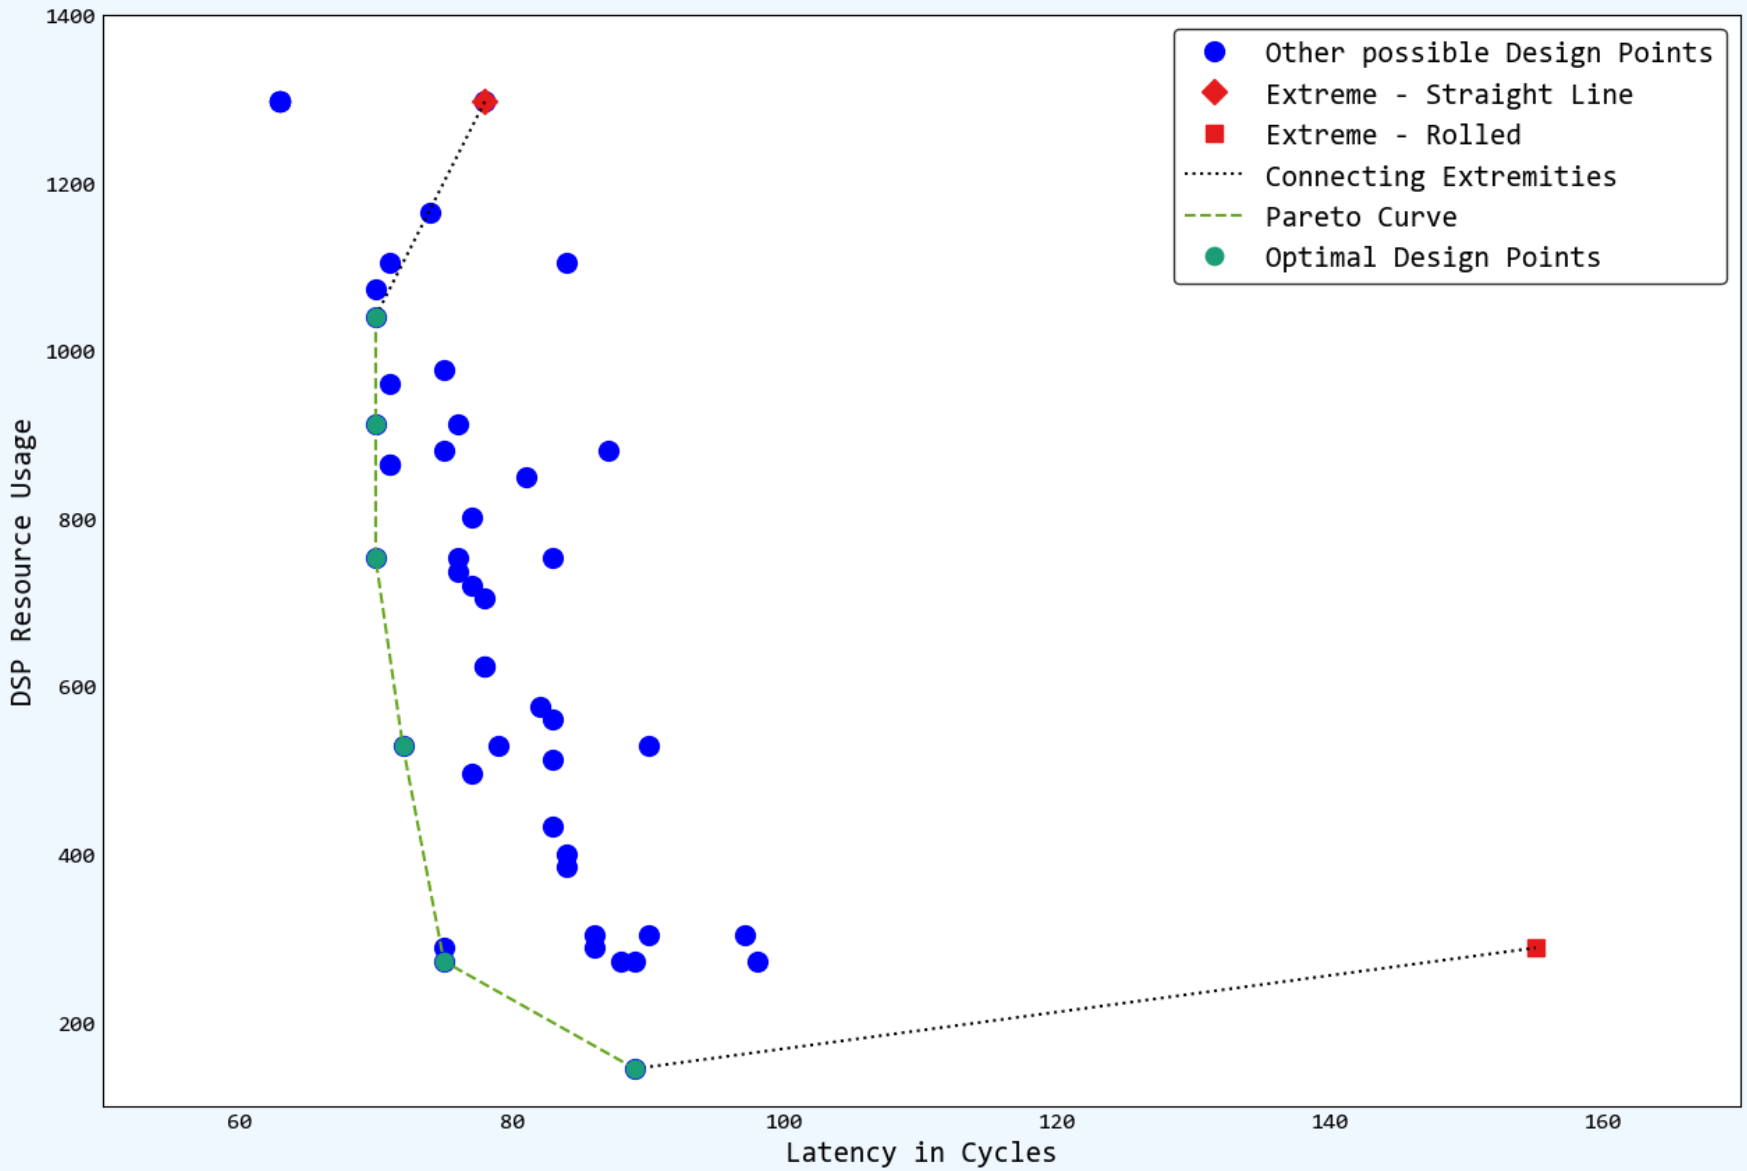 1400
1200
1000
800
600
400
200
DSP Resource Usage
Other possible Design Points
Extreme - Straight Line
Extreme - Rolled
Connecting Extremities
Pareto Curve
Optimal Design Points
60 80 100 120 140 160
Latency in Cycles